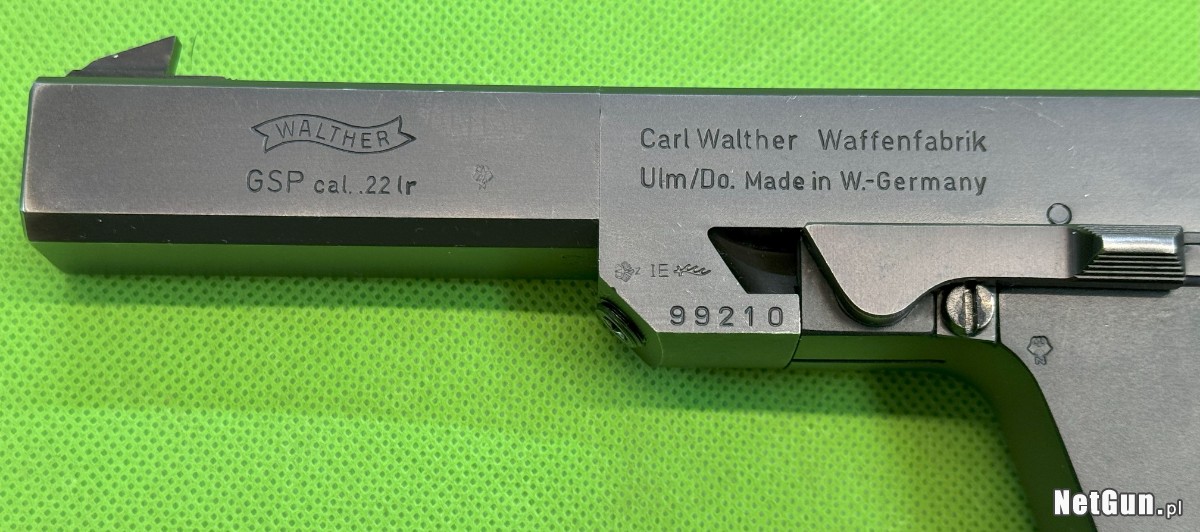 WALTHER
GSP cal. .22 lr
Carl Walther Waffenfabrik
Ulm/Do. Made in W.-Germany
IE
99210
NetGun.pl